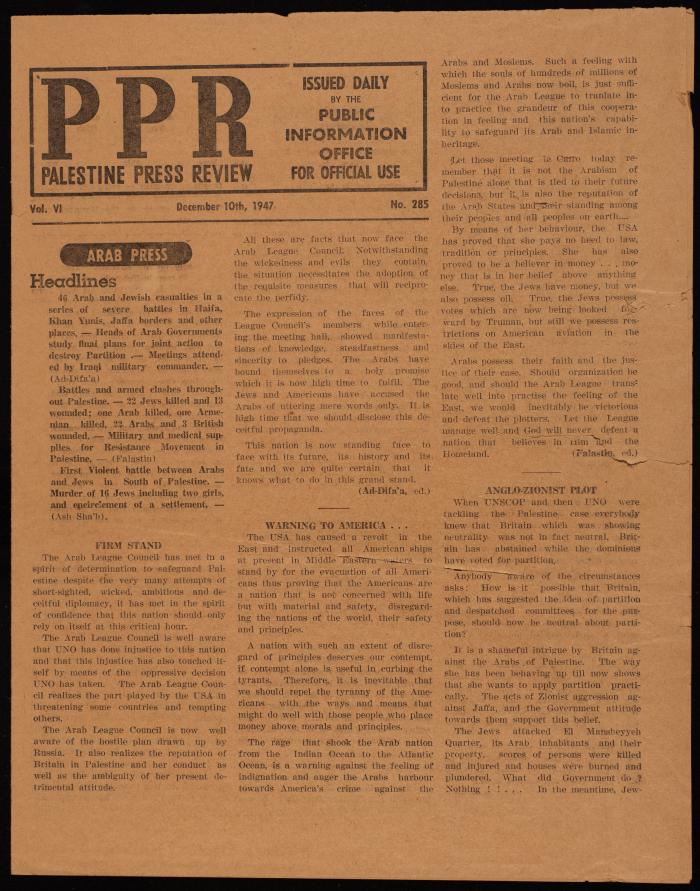 PPR
PALESTINE PRESS REVIEW
ISSUED DAILY
BY THE
PUBLIC
INFORMATION
OFFICE
FOR OFFICIAL USE
Vol. VI December 10th, 1947 No. 285
ARAB PRESS
Headlines
46 Arab and Jewish casualties in a
series of severe battles in Haifa,
Khan Yunis, Jaffa borders and other
places. — Heads of Arab Governments
study final plans for joint action to
destroy Partition .— Meetings attend-
ed by Iraqi military commander. —
(Ad-Difa'a)
Battles and armed clashes through-
out Palestine. — 22 Jews killed and 13
wounded; one Arab killed, one Arme-
nian killed, 22 Arabs and 3 British
wounded. — Military and medical sup-
plies for Resistance Movement in
Palestine. — (Falastin)
First Violent battle between Arabs
and Jews in South of Palestine. —
Murder of 16 Jews including two girls,
and encirclement of a settlement. —
(Ash Sha'b).
FIRM STAND
The Arab League Council has met in a
spirit of determination to safeguard Pal-
estine despite the very many attempts of
short-sighted, wicked, ambitious and de-
ceitful diplomacy, it has met in the spirit
of confidence that this nation should only
rely on itself at this critical hour.
The Arab League Council is well aware
that UNO has done injustice to this nation
and that this injustice has also touched it-
self by means of the oppressive decision
UNO has taken. The Arab League Coun-
cil realizes the part played by the USA in
threatening some countries and tempting
others.
The Arab League Council is now well
aware of the hostile plan drawn up by
Russia. It also realizes the reputation of
Britain in Palestine and her conduct as
well as the ambiguity of her present de-
trimental attitude.
All these are facts that now face the
Arab League Council. Notwithstanding
the wickedness and evils they contain,
the situation necessitates the adoption of
the requisite measures that will recipro-
cate the perfidy.
The expression of the faces of the
League Council's members while enter-
ing the meeting hall, showed manifesta-
tions of knowledge, steadfastness and
sincerity to pledges. The Arabs have
bound themselves to a holy promise
which it is now high time to fulfil. The
Jews and Americans have accused the
Arabs of uttering mere words only. It is
high time that we should disclose this de-
ceitful propaganda.
This nation is now standing face to
face with its future, its history and its
fate and we are quite certain that it
knows what to do in this grand stand.
(Ad-Difa'a, ed.)
WARNING TO AMERICA . . .
The USA has caused a revolt in the
East and instructed all American ships
at present in Middle Eastern waters to
stand by for the evacuation of all Ameri-
cans thus proving that the Americans are
a nation that is not concerned with life
but with material and safety, disregard-
ing the nations of the world, their safety
and principles.
A nation with such an extent of disre-
gard of principles deserves our contempt,
if contempt alone is useful in curbing the
tyrants. Therefore, it is inevitable that
we should repel the tyranny of the Ame-
ricans with the ways and means that
might do well with those people who place
money above morals and principles.
The rage that shook the Arab nation
from the Indian Ocean to the Atlantic
Ocean, is a warning against the feeling of
indignation and anger the Arabs harbour
towards America's crime against the
Arabs and Moslems. Such a feeling with
which the souls of hundreds of millions of
Moslems and Arabs now boil, is just suffi-
cient for the Arab League to tranlate in-
to practice the grandeur of this coopera-
tion in feeling and this nation's capabi-
lity to safeguard its Arab and Islamic in-
heritage.
Let those meeting in Cairo today re-
member that it is not the Arabism of
Palestine alone that is tied to their future
decisions, but it is also the reputation of
the Arab States and their standing among
their peoples and all peoples on earth....
By means of her behaviour, the USA
has proved that she pays no heed to law,
tradition or principles. She has also
proved to be a believer in money . . . mo-
ney that is in her belief above anything
else. True, the Jews have money, but we
also possess oil. True, the Jews possess
votes which are now being looked for-
ward by Truman, but still we possess res-
trictions on American aviation in the
skies of the East.
Arabs possess their faith and the jus-
tice of their case. Should organization be
good, and should the Arab League trans-
late well into practise the feeling of the
East, we would inevitably be victorious
and defeat the plotters. Let the League
manage well and God will never defeat a
nation that believes in Him and the
Homeland. (Falastin, ed.)
ANGLO-ZIONIST PLOT
When UNSCOP and then UNO were
tackling the Palestine case everybody
knew that Britain which was showing
neutrality was not in fact neutral. Brit-
ain has abstained while the dominions
have voted for partition.
Anybody aware of the circumstances
asks: How is it possible that Britain,
which has suggested the idea of partition
and despatched committees for the pur-
pose, should now be neutral about parti-
tion?
It is a shameful intrigue by Britain ag-
ainst the Arabs of Palestine. The way
she has been behaving up till now shows
that she wants to apply partition practi-
cally. The acts of Zionist aggression ag-
ainst Jaffa, and the Government attitude
towards them support this belief.
The Jews attacked El Mansheyyeh
Quarter, its Arab inhabitants and their
property, scores of persons were killed
and injured and houses were burned and
plundered. What did Government do ?
Nothing ! ! . . . In the meantime, Jew-